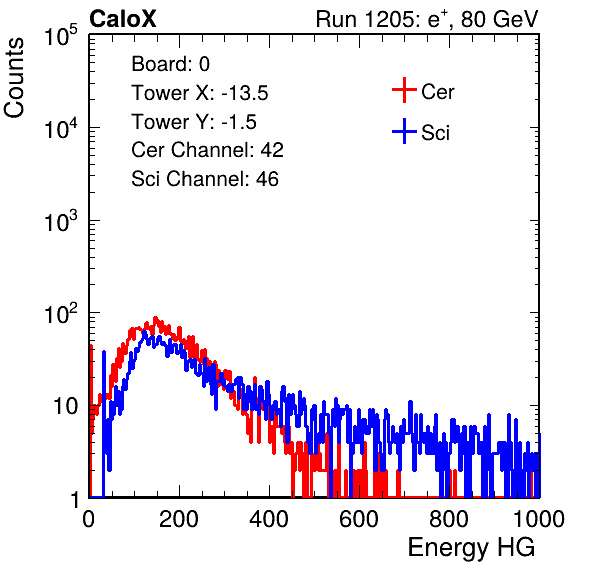 CaloX Run 1205: e⁺, 80 GeV
Counts
10⁵
10⁴
10³
10²
10
1
Board: 0
Tower X: -13.5
Tower Y: -1.5
Cer Channel: 42
Sci Channel: 46
Cer
Sci
0 200 400 600 800 1000
Energy HG